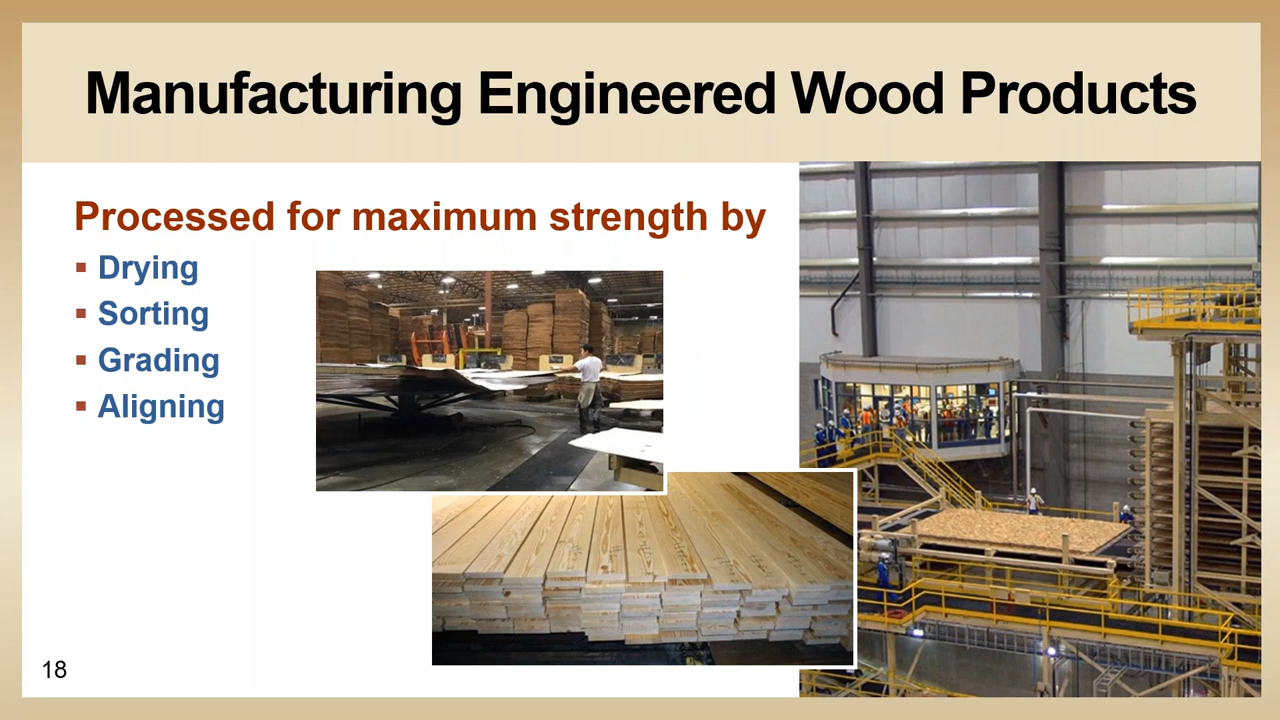 Manufacturing Engineered Wood Products
Processed for maximum strength by
▪ Drying
▪ Sorting
▪ Grading
▪ Aligning
18